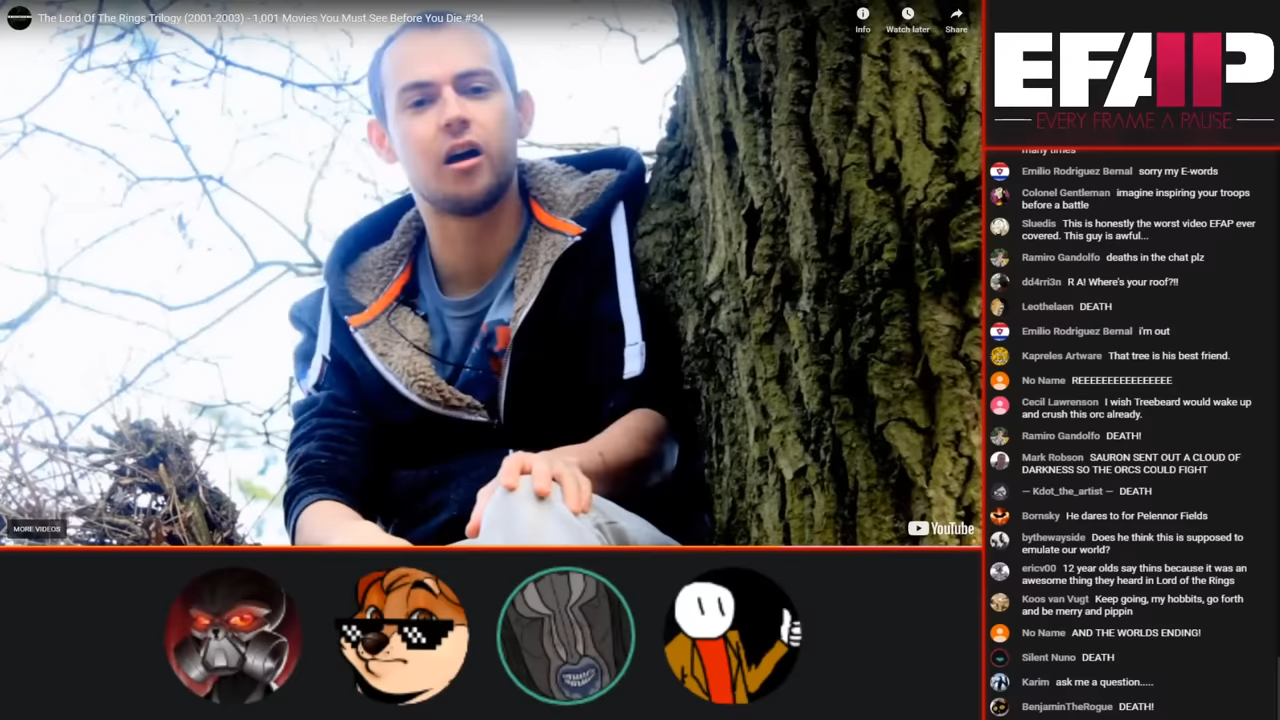 The Lord Of The Rings Trilogy (2001-2003) - 1,001 Movies You Must See Before You Die #34
Info
Watch later
Share
MORE VIDEOS
YouTube
EFAP
EVERY FRAME A PAUSE
many times
Emilio Rodriguez Bernal sorry my E-words
Colonel Gentleman imagine inspiring your troops
before a battle
Sluedis This is honestly the worst video EFAP ever
covered. This guy is awful...
Ramiro Gandolfo deaths in the chat plz
dd4rri3n R A! Where's your roof?!!
Leothelaen DEATH
Emilio Rodriguez Bernal i'm out
Kapreles Artware That tree is his best friend.
No Name REEEEEEEEEEEEEEEE
Cecil Lawrenson I wish Treebeard would wake up
and crush this orc already.
Ramiro Gandolfo DEATH!
Mark Robson SAURON SENT OUT A CLOUD OF
DARKNESS SO THE ORCS COULD FIGHT
— Kdot_the_artist — DEATH
Bornsky He dares to for Pelennor Fields
bythewayside Does he think this is supposed to
emulate our world?
ericv00 12 year olds say thins because it was an
awesome thing they heard in Lord of the Rings
Koos van Vugt Keep going, my hobbits, go forth
and be merry and pippin
No Name AND THE WORLDS ENDING!
Silent Nuno DEATH
Karim ask me a question.....
BenjaminTheRogue DEATH!